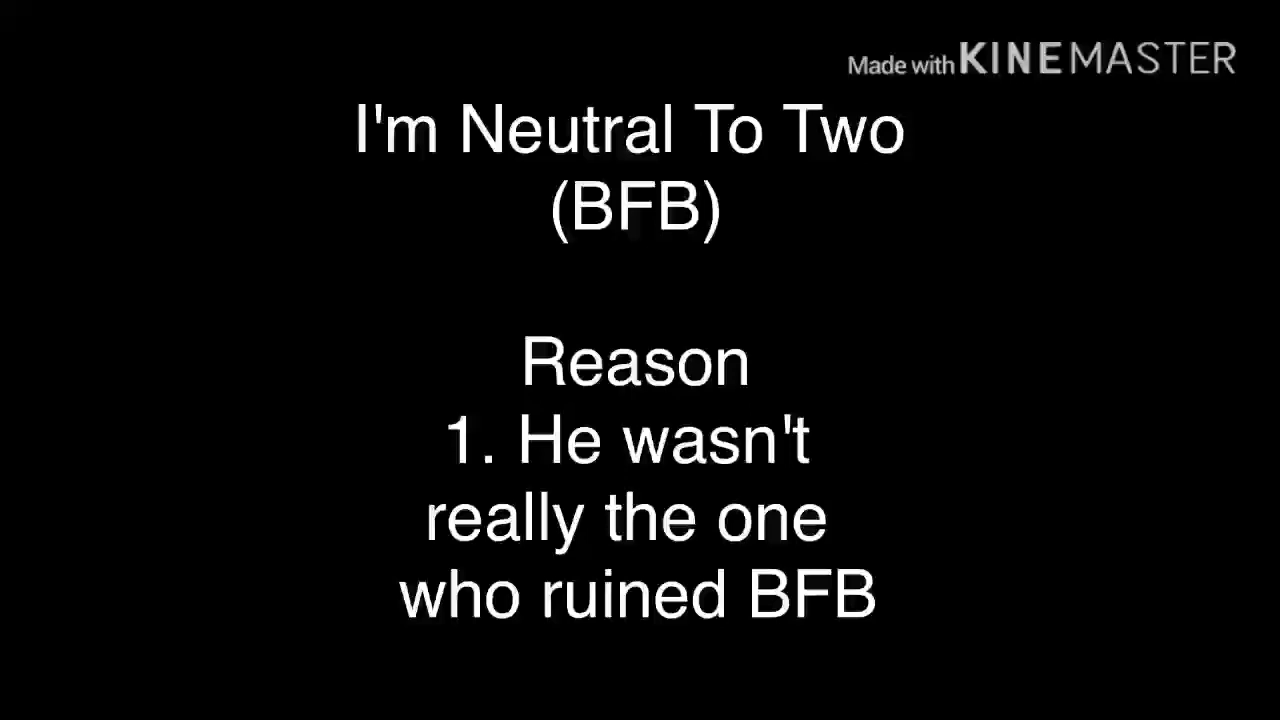 Made with KINEMASTER
I'm Neutral To Two
(BFB)
Reason
1. He wasn't
really the one
who ruined BFB